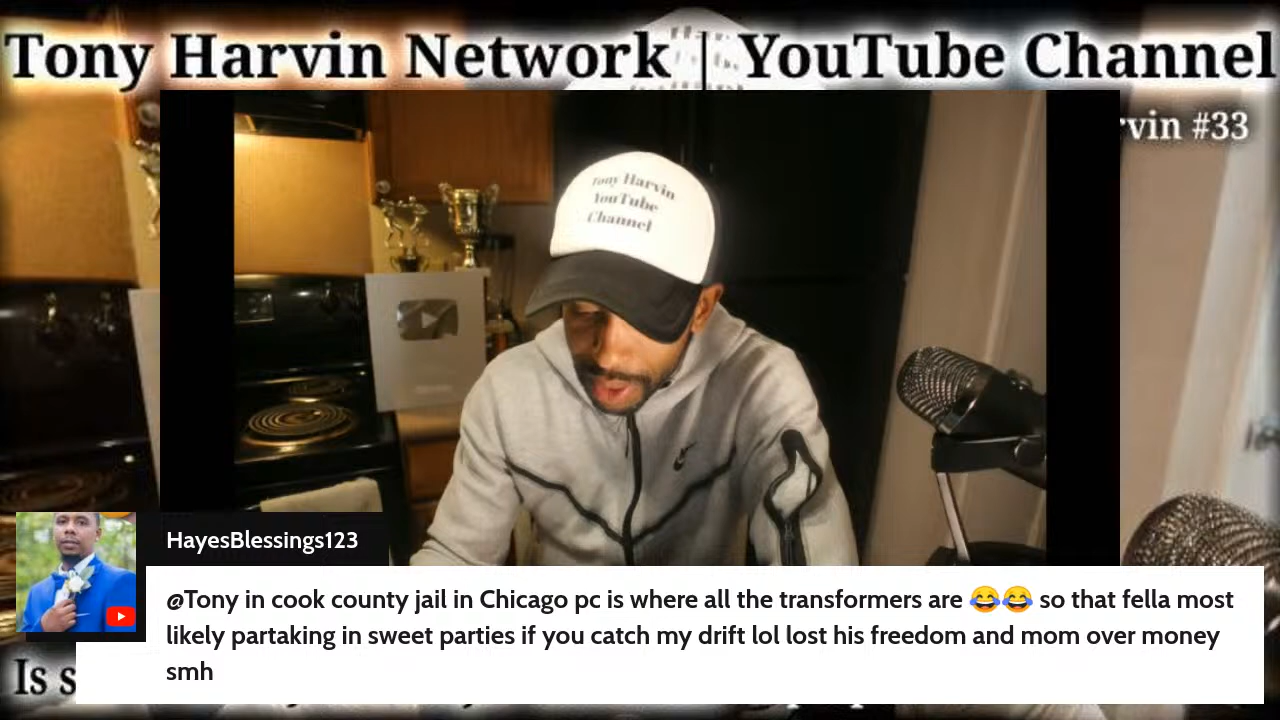 Tony Harvin Network | YouTube Channel
rvin #33
Tony Harvin
YouTube
Channel
HayesBlessings123
@Tony in cook county jail in Chicago pc is where all the transformers are 😂😂 so that fella most
likely partaking in sweet parties if you catch my drift lol lost his freedom and mom over money
smh
Is s